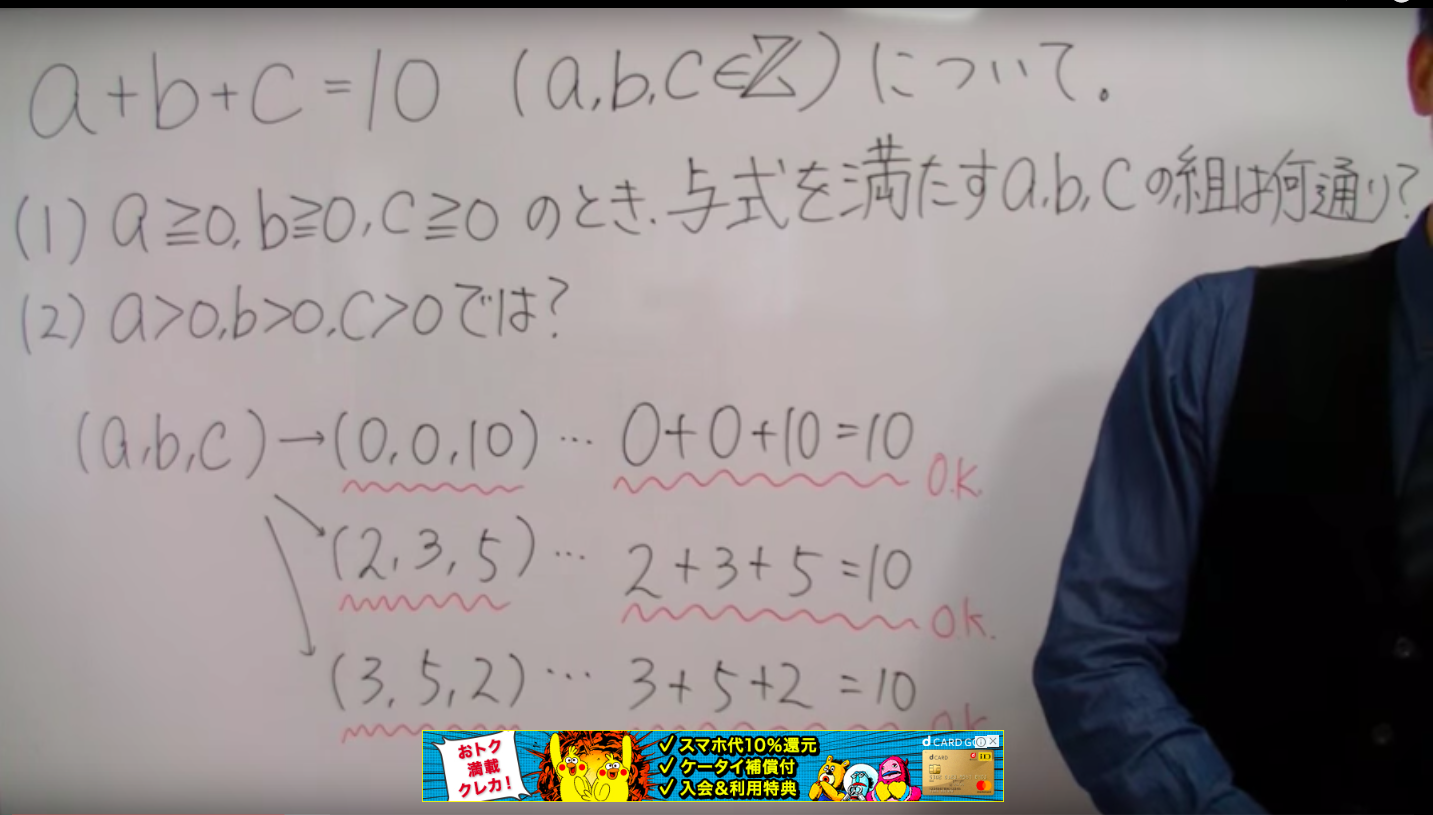 a+b+c=10 (a,b,c∈ℤ)について。
(1) a≧0,b≧0,c≧0のとき、与式を満たすa,b,cの組は何通り?
(2) a>0,b>0,c>0では?
(a,b,c)→(0,0,10)… 0+0+10=10 O.K.
(2,3,5)… 2+3+5=10 O.K.
(3,5,2)… 3+5+2=10 O.K.
おトク
満載
クレカ!
✓スマホ代10%還元
✓ケータイ補償付
✓入会&利用特典
d CARD GO
dCARD
iD